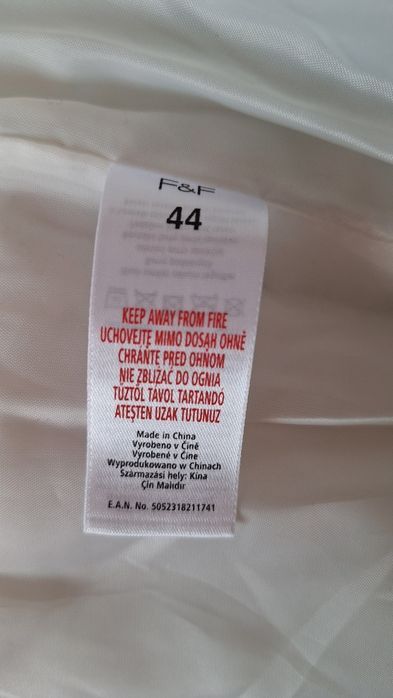 F&F
44
KEEP AWAY FROM FIRE
UCHOVEJTE MIMO DOSAH OHNĚ
CHRÁŇTE PRED OHŇOM
NIE ZBLIŻAĆ DO OGNIA
TŰZTŐL TÁVOL TARTANDÓ
ATEŞTEN UZAK TUTUNUZ
Made in China
Vyrobeno v Číně
Vyrobené v Číne
Wyprodukowano w Chinach
Származási hely: Kína
Çin Malıdır
E.A.N. No. 5052318211741